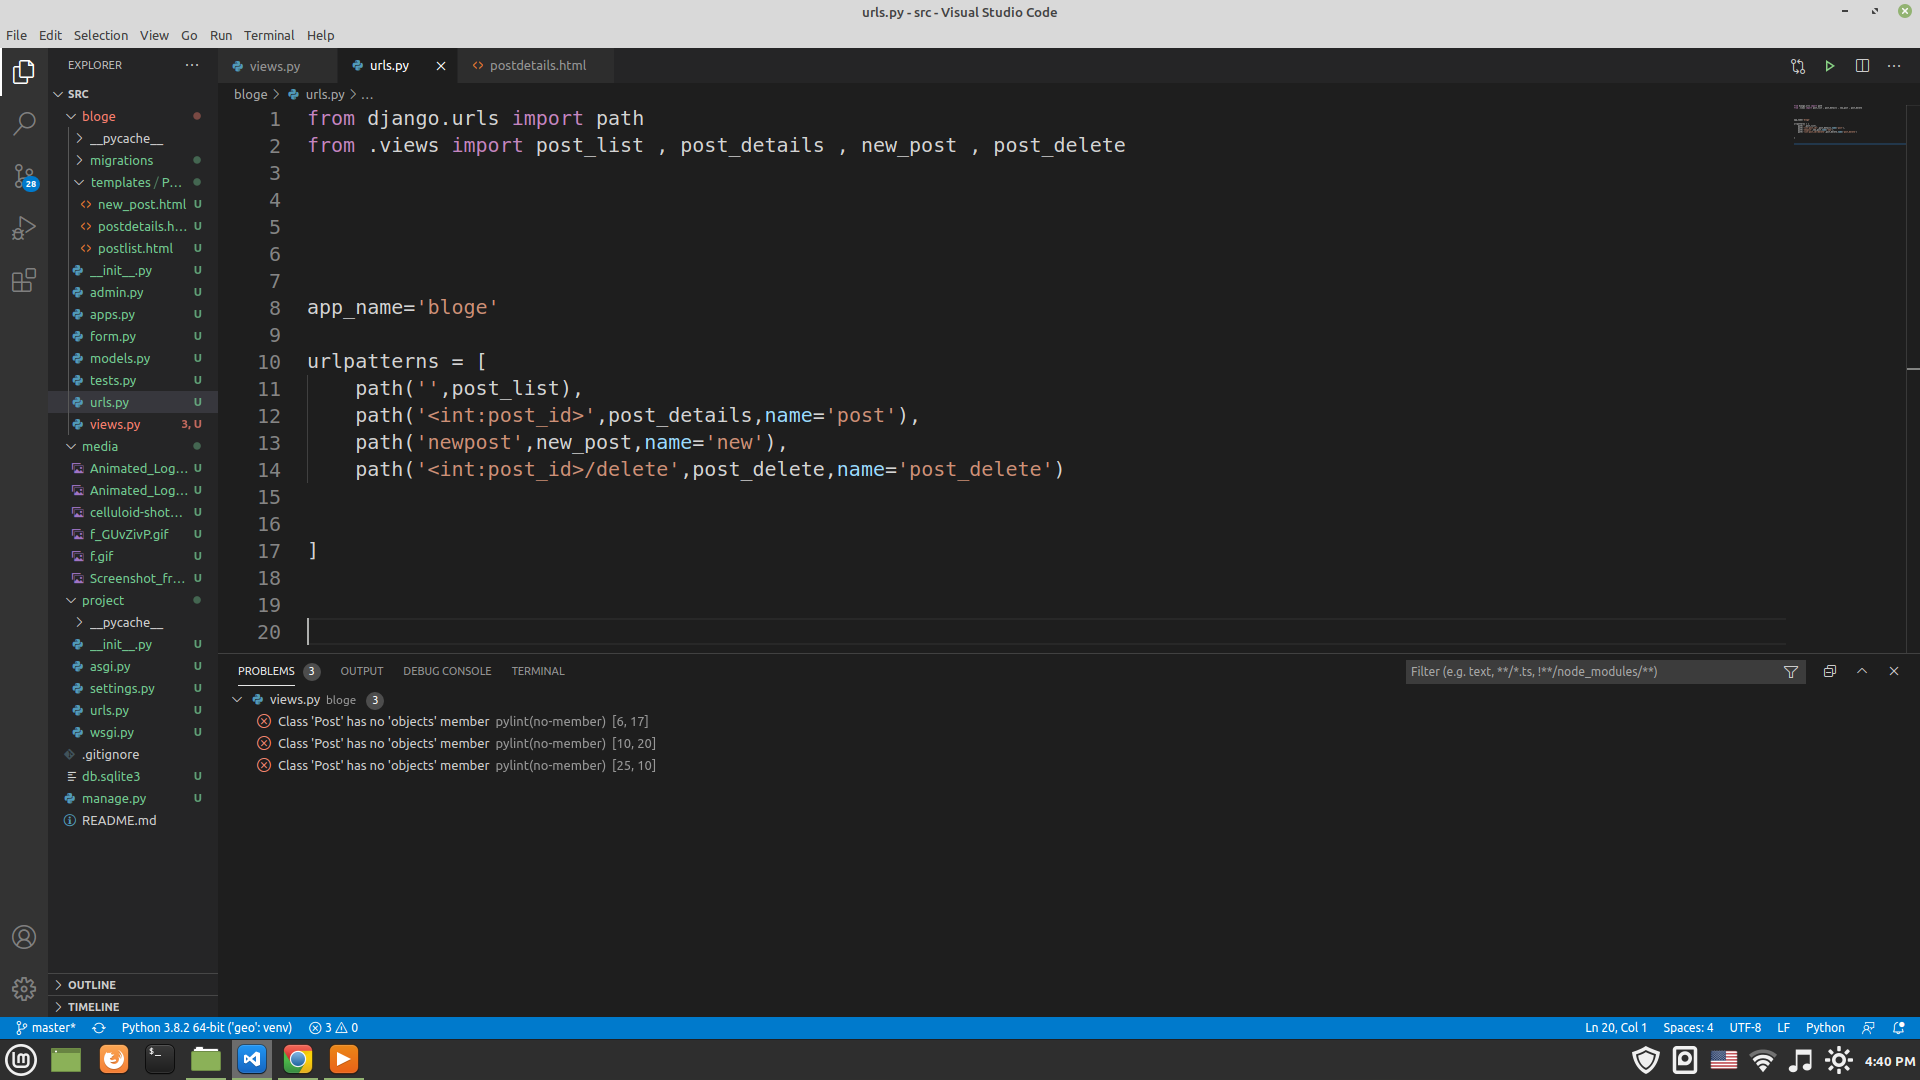 urls.py - src - Visual Studio Code
File Edit Selection View Go Run Terminal Help
EXPLORER
views.py urls.py postdetails.html
SRC
bloge > urls.py > ...
bloge
__pycache__
migrations
templates / P...
new_post.html U
postdetails.h... U
postlist.html U
__init__.py U
admin.py U
apps.py U
form.py U
models.py U
tests.py U
urls.py U
views.py 3, U
media
Animated_Log... U
Animated_Log... U
celluloid-shot... U
f_GUvZivP.gif U
f.gif U
Screenshot_fr... U
project
__pycache__
__init__.py U
asgi.py U
settings.py U
urls.py U
wsgi.py U
.gitignore
db.sqlite3 U
manage.py U
README.md
OUTLINE
TIMELINE
28
1 from django.urls import path
2 from .views import post_list , post_details , new_post , post_delete
3
4
5
6
7
8 app_name='bloge'
9
10 urlpatterns = [
11 path('',post_list),
12 path('<int:post_id>',post_details,name='post'),
13 path('newpost',new_post,name='new'),
14 path('<int:post_id>/delete',post_delete,name='post_delete')
15
16
17 ]
18
19
20
PROBLEMS 3 OUTPUT DEBUG CONSOLE TERMINAL Filter (e.g. text, **/*.ts, !**/node_modules/**)
views.py bloge 3
Class 'Post' has no 'objects' member pylint(no-member) [6, 17]
Class 'Post' has no 'objects' member pylint(no-member) [10, 20]
Class 'Post' has no 'objects' member pylint(no-member) [25, 10]
master* Python 3.8.2 64-bit ('geo': venv) 3 0 Ln 20, Col 1 Spaces: 4 UTF-8 LF Python
4:40 PM